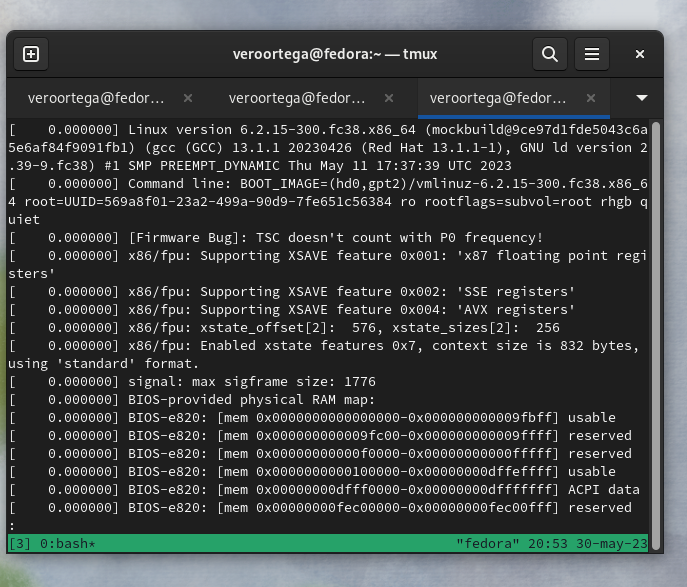 veroortega@fedora:~ — tmux
veroortega@fedor...
veroortega@fedor...
veroortega@fedor...
[    0.000000] Linux version 6.2.15-300.fc38.x86_64 (mockbuild@9ce97d1fde5043c6a
5e6af84f9091fb1) (gcc (GCC) 13.1.1 20230426 (Red Hat 13.1.1-1), GNU ld version 2
.39-9.fc38) #1 SMP PREEMPT_DYNAMIC Thu May 11 17:37:39 UTC 2023
[    0.000000] Command line: BOOT_IMAGE=(hd0,gpt2)/vmlinuz-6.2.15-300.fc38.x86_6
4 root=UUID=569a8f01-23a2-499a-90d9-7fe651c56384 ro rootflags=subvol=root rhgb q
uiet
[    0.000000] [Firmware Bug]: TSC doesn't count with P0 frequency!
[    0.000000] x86/fpu: Supporting XSAVE feature 0x001: 'x87 floating point regi
sters'
[    0.000000] x86/fpu: Supporting XSAVE feature 0x002: 'SSE registers'
[    0.000000] x86/fpu: Supporting XSAVE feature 0x004: 'AVX registers'
[    0.000000] x86/fpu: xstate_offset[2]:  576, xstate_sizes[2]:  256
[    0.000000] x86/fpu: Enabled xstate features 0x7, context size is 832 bytes,
using 'standard' format.
[    0.000000] signal: max sigframe size: 1776
[    0.000000] BIOS-provided physical RAM map:
[    0.000000] BIOS-e820: [mem 0x0000000000000000-0x000000000009fbff] usable
[    0.000000] BIOS-e820: [mem 0x000000000009fc00-0x000000000009ffff] reserved
[    0.000000] BIOS-e820: [mem 0x00000000000f0000-0x00000000000fffff] reserved
[    0.000000] BIOS-e820: [mem 0x0000000000100000-0x00000000dffeffff] usable
[    0.000000] BIOS-e820: [mem 0x00000000dfff0000-0x00000000dfffffff] ACPI data
[    0.000000] BIOS-e820: [mem 0x00000000fec00000-0x00000000fec00fff] reserved
:
[3] 0:bash* "fedora" 20:53 30-may-23